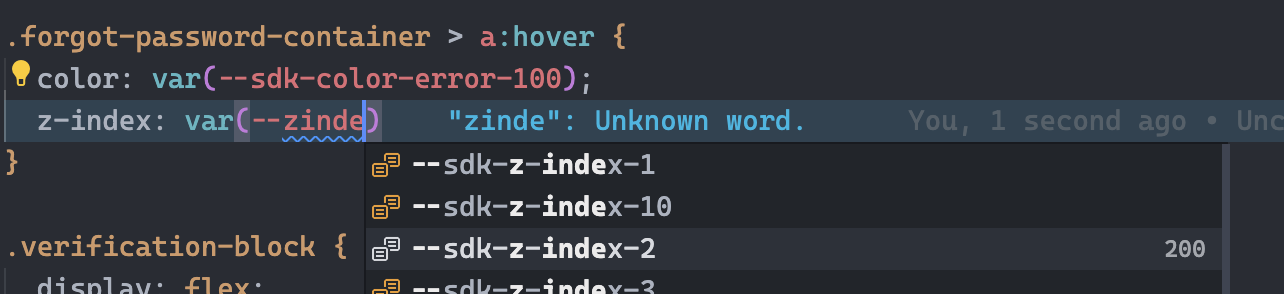 .forgot-password-container > a:hover {
color: var(--sdk-color-error-100);
z-index: var(--zinde) "zinde": Unknown word. You, 1 second ago • Unc
--sdk-z-index-1
}
--sdk-z-index-10
.verification-block { --sdk-z-index-2 200
display: flex; --sdk-z-index-3